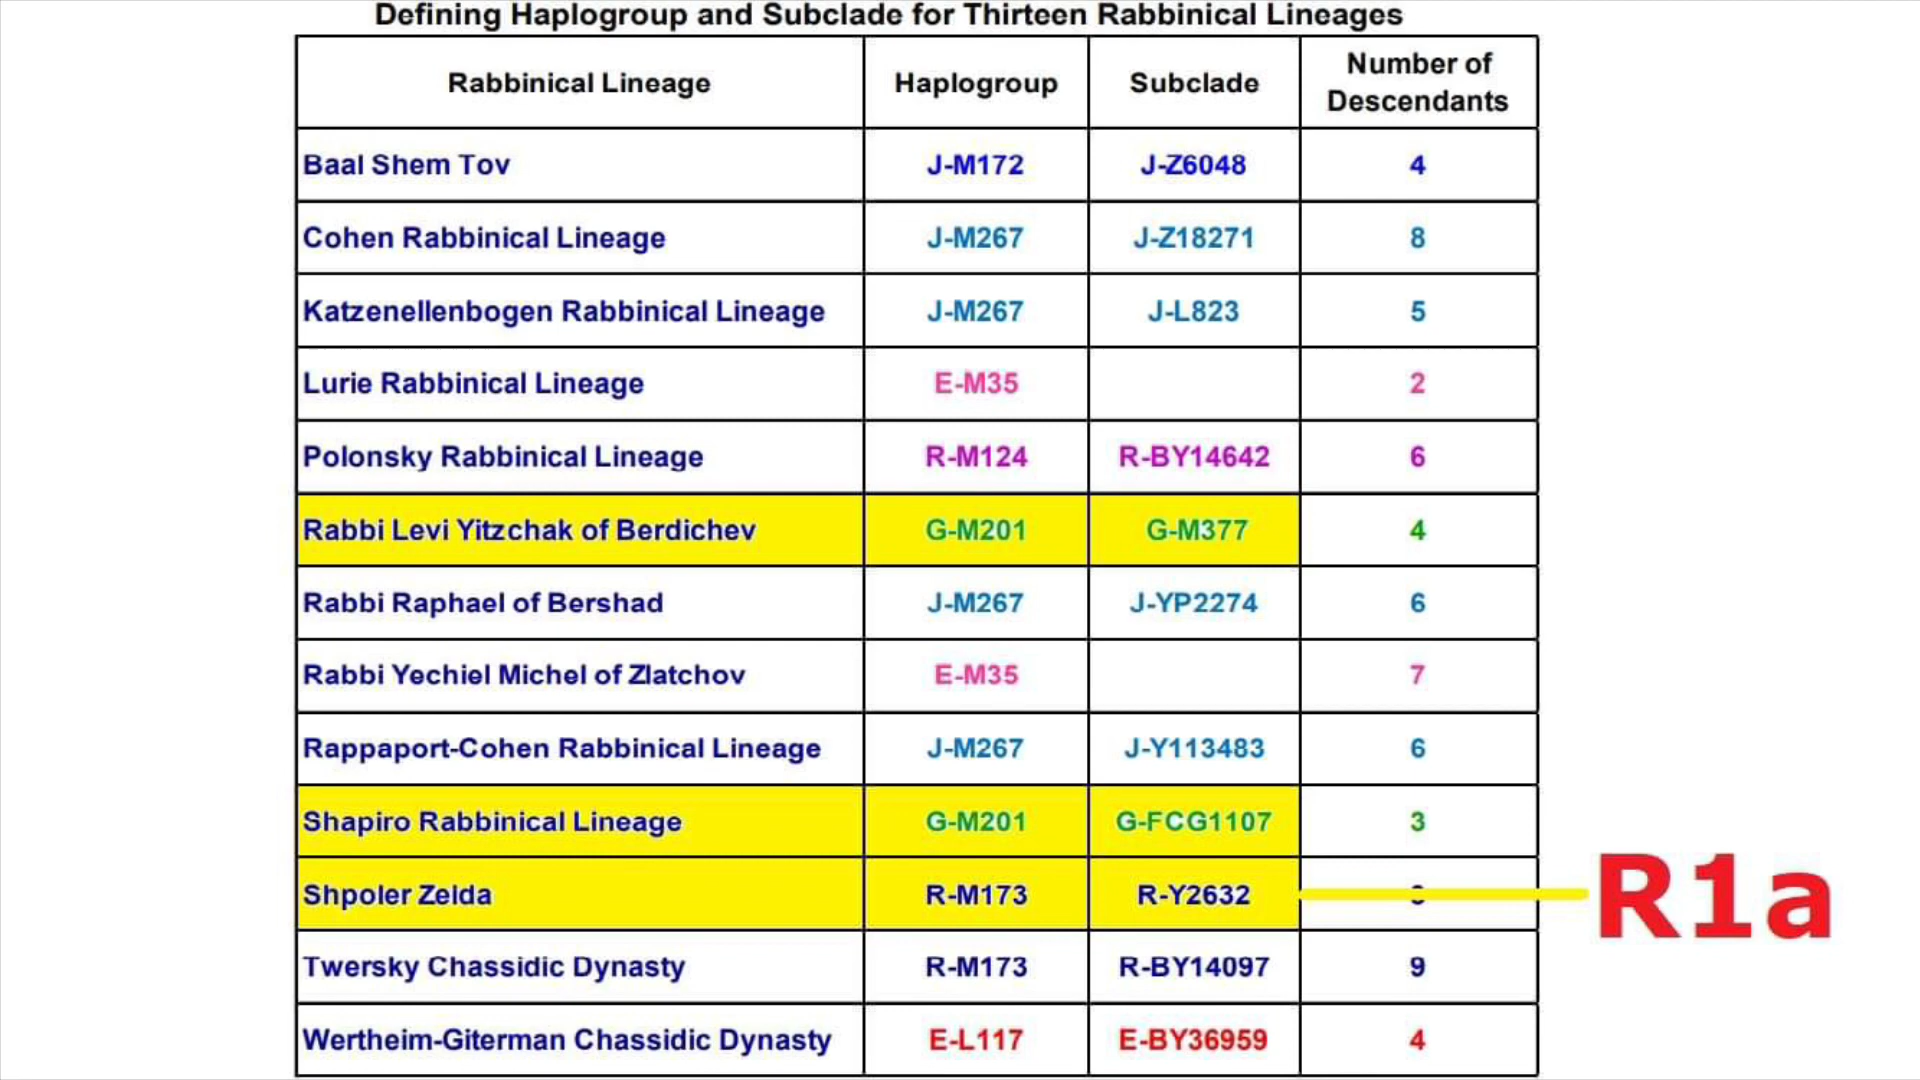 Defining Haplogroup and Subclade for Thirteen Rabbinical Lineages
Rabbinical Lineage Haplogroup Subclade Number of Descendants
Baal Shem Tov J-M172 J-Z6048 4
Cohen Rabbinical Lineage J-M267 J-Z18271 8
Katzenellenbogen Rabbinical Lineage J-M267 J-L823 5
Lurie Rabbinical Lineage E-M35 2
Polonsky Rabbinical Lineage R-M124 R-BY14642 6
Rabbi Levi Yitzchak of Berdichev G-M201 G-M377 4
Rabbi Raphael of Bershad J-M267 J-YP2274 6
Rabbi Yechiel Michel of Zlatchov E-M35 7
Rappaport-Cohen Rabbinical Lineage J-M267 J-Y113483 6
Shapiro Rabbinical Lineage G-M201 G-FCG1107 3
Shpoler Zeida R-M173 R-Y2632 R1a
Twersky Chassidic Dynasty R-M173 R-BY14097 9
Wertheim-Giterman Chassidic Dynasty E-L117 E-BY36959 4